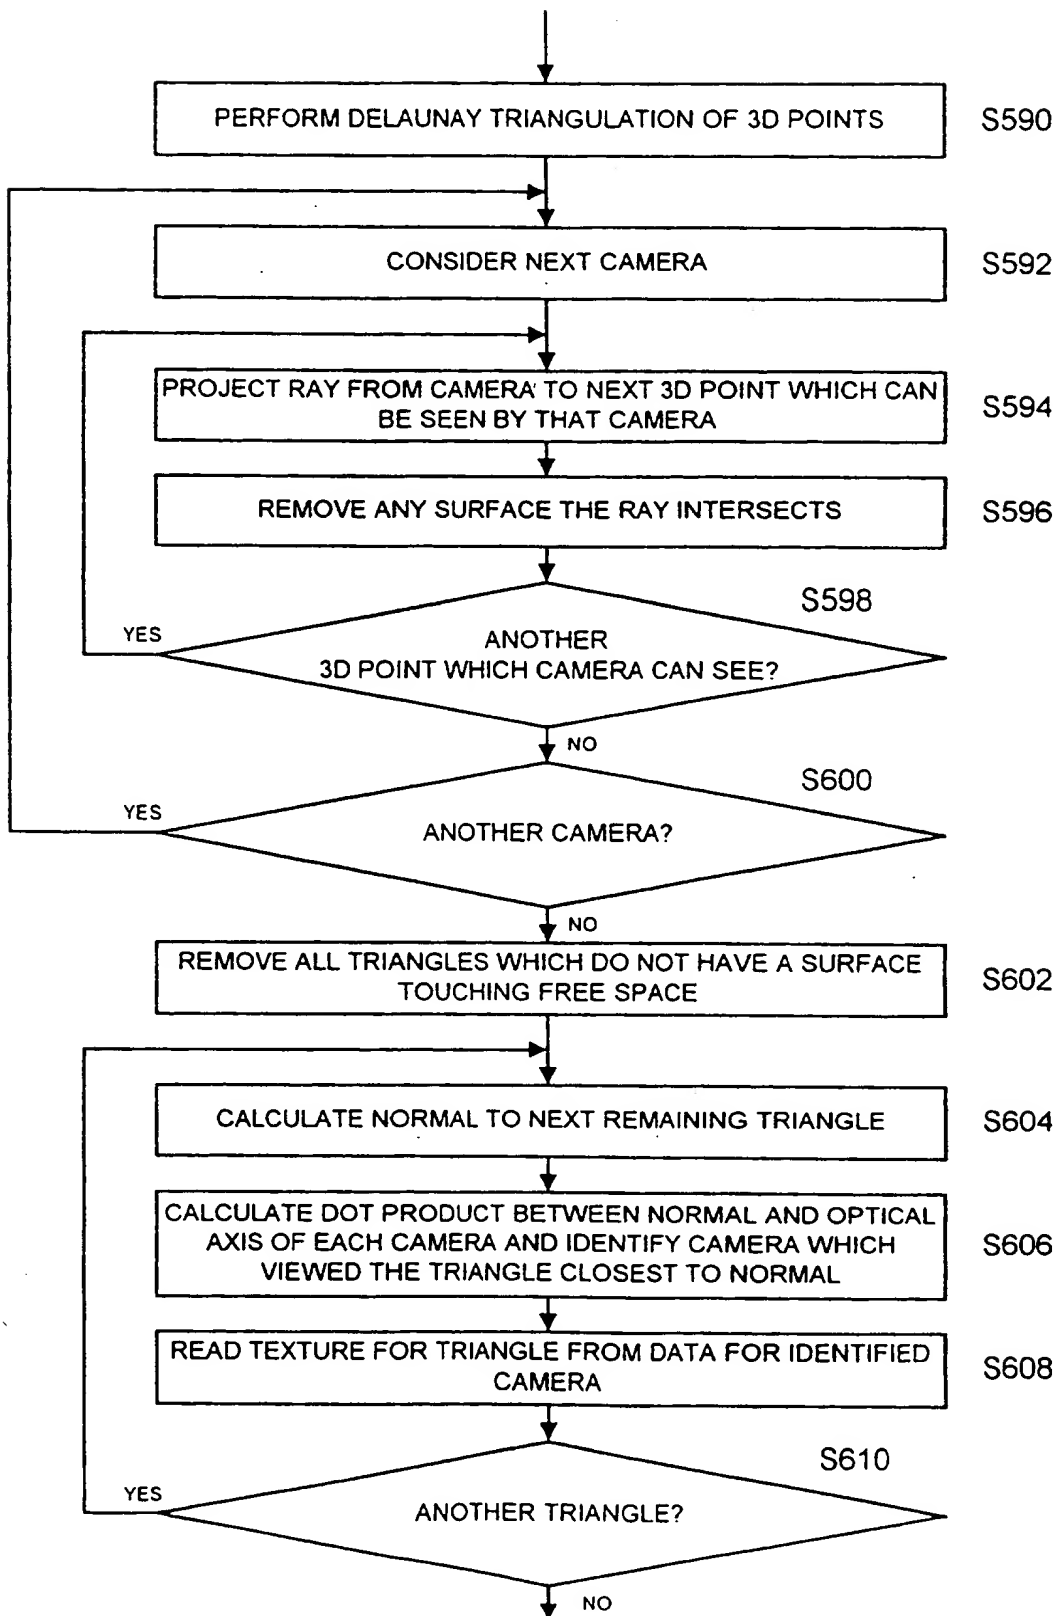 PERFORM DELAUNAY TRIANGULATION OF 3D POINTS
S590
CONSIDER NEXT CAMERA
S592
PROJECT RAY FROM CAMERA TO NEXT 3D POINT WHICH CAN
BE SEEN BY THAT CAMERA
S594
REMOVE ANY SURFACE THE RAY INTERSECTS
S596
S598
YES
ANOTHER
3D POINT WHICH CAMERA CAN SEE?
NO
S600
YES
ANOTHER CAMERA?
NO
REMOVE ALL TRIANGLES WHICH DO NOT HAVE A SURFACE
TOUCHING FREE SPACE
S602
CALCULATE NORMAL TO NEXT REMAINING TRIANGLE
S604
CALCULATE DOT PRODUCT BETWEEN NORMAL AND OPTICAL
AXIS OF EACH CAMERA AND IDENTIFY CAMERA WHICH
VIEWED THE TRIANGLE CLOSEST TO NORMAL
S606
READ TEXTURE FOR TRIANGLE FROM DATA FOR IDENTIFIED
CAMERA
S608
S610
YES
ANOTHER TRIANGLE?
NO